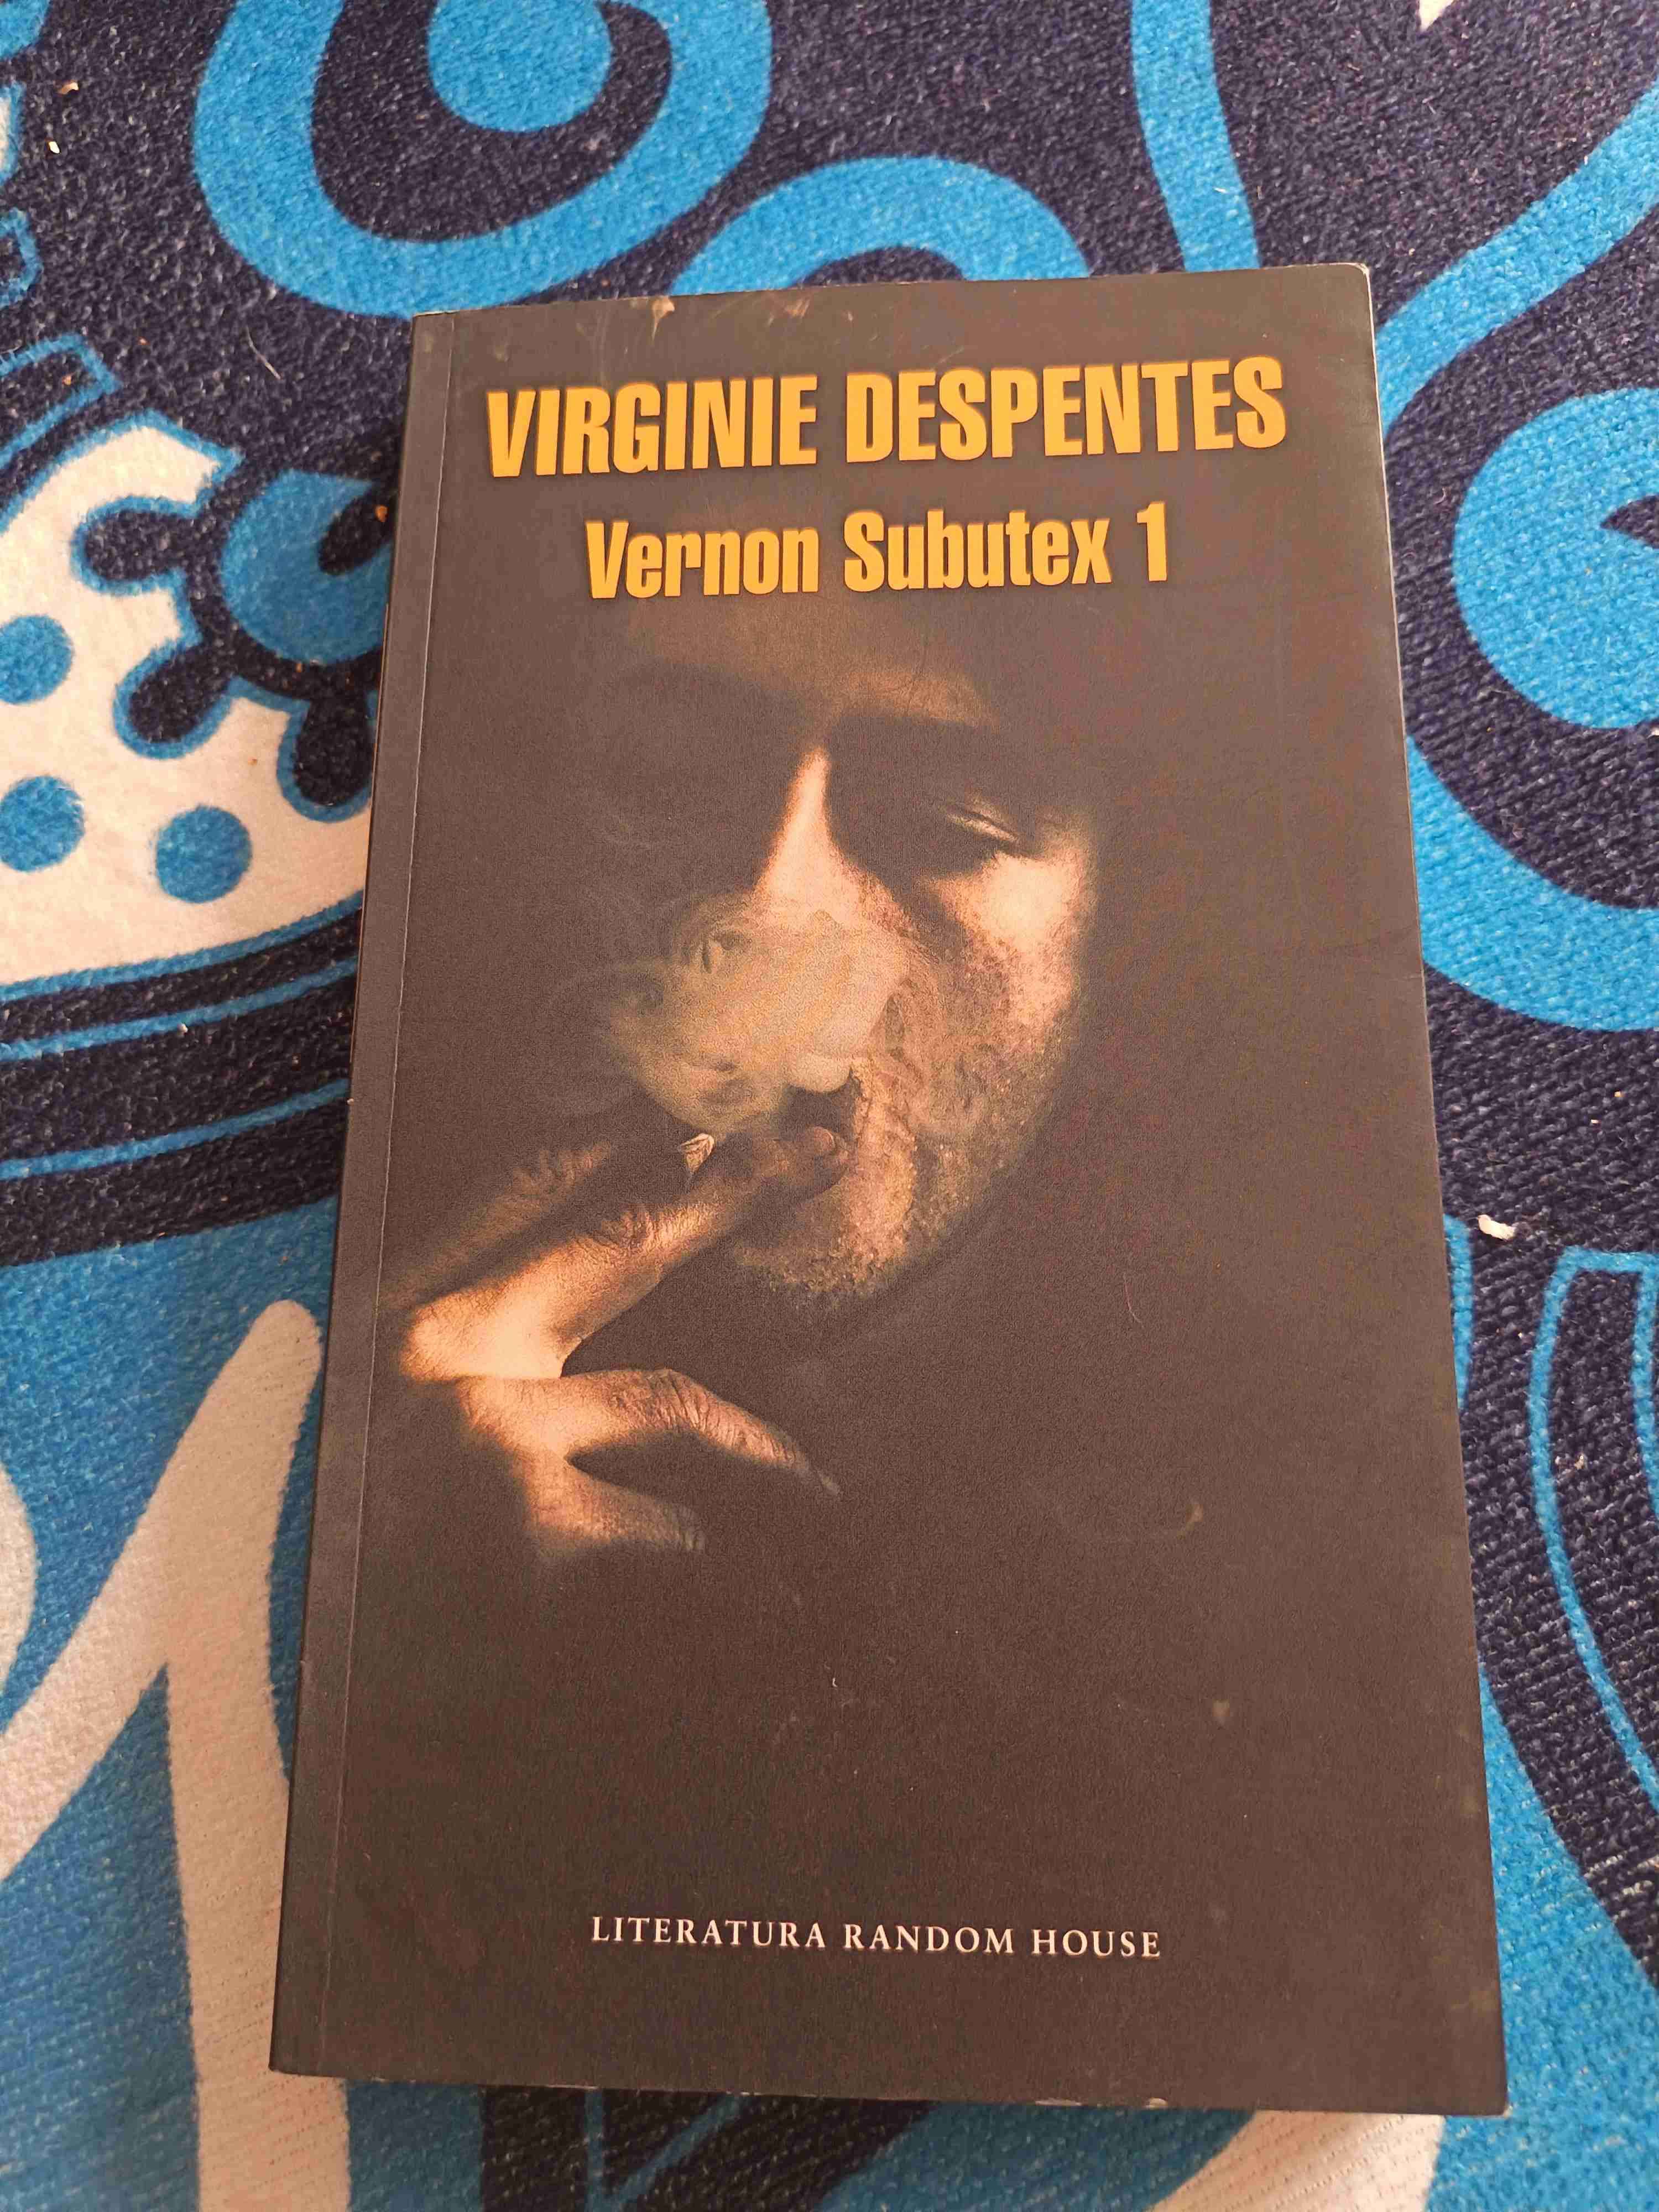 VIRGINIE DESPENTES
Vernon Subutex 1
LITERATURA RANDOM HOUSE